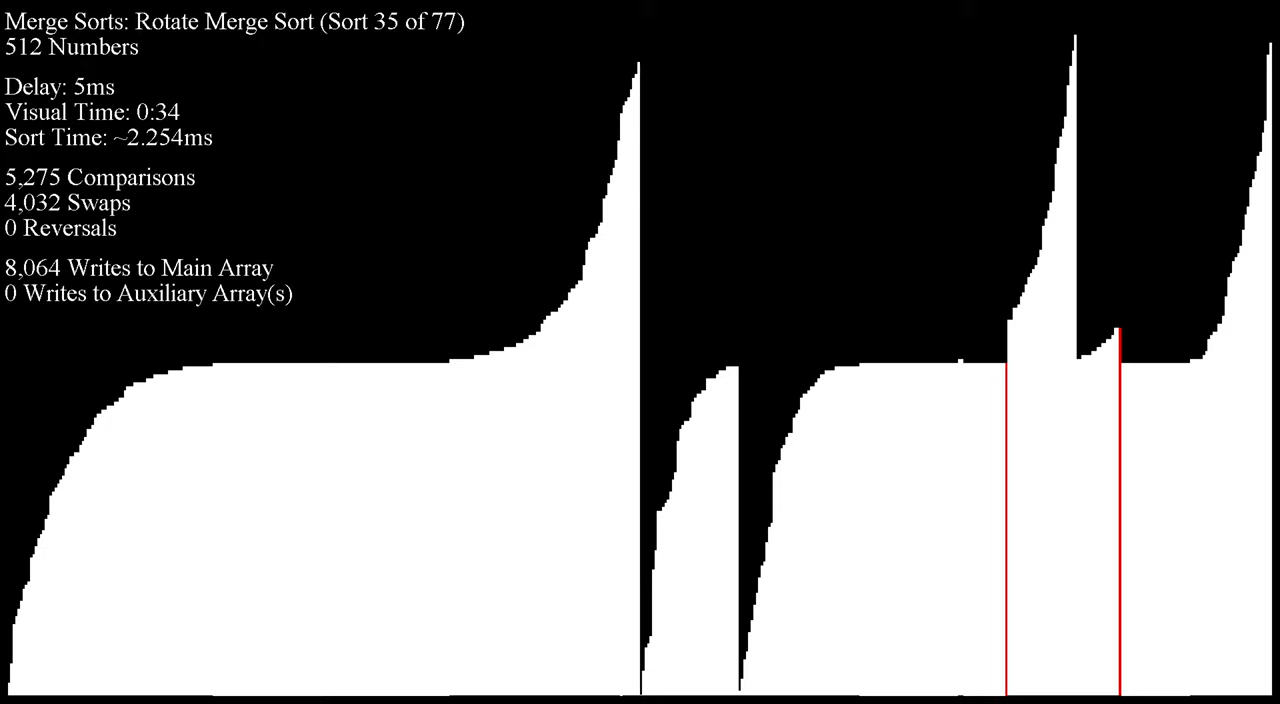 Merge Sorts: Rotate Merge Sort (Sort 35 of 77)
512 Numbers
Delay: 5ms
Visual Time: 0:34
Sort Time: ~2.254ms
5,275 Comparisons
4,032 Swaps
0 Reversals
8,064 Writes to Main Array
0 Writes to Auxiliary Array(s)